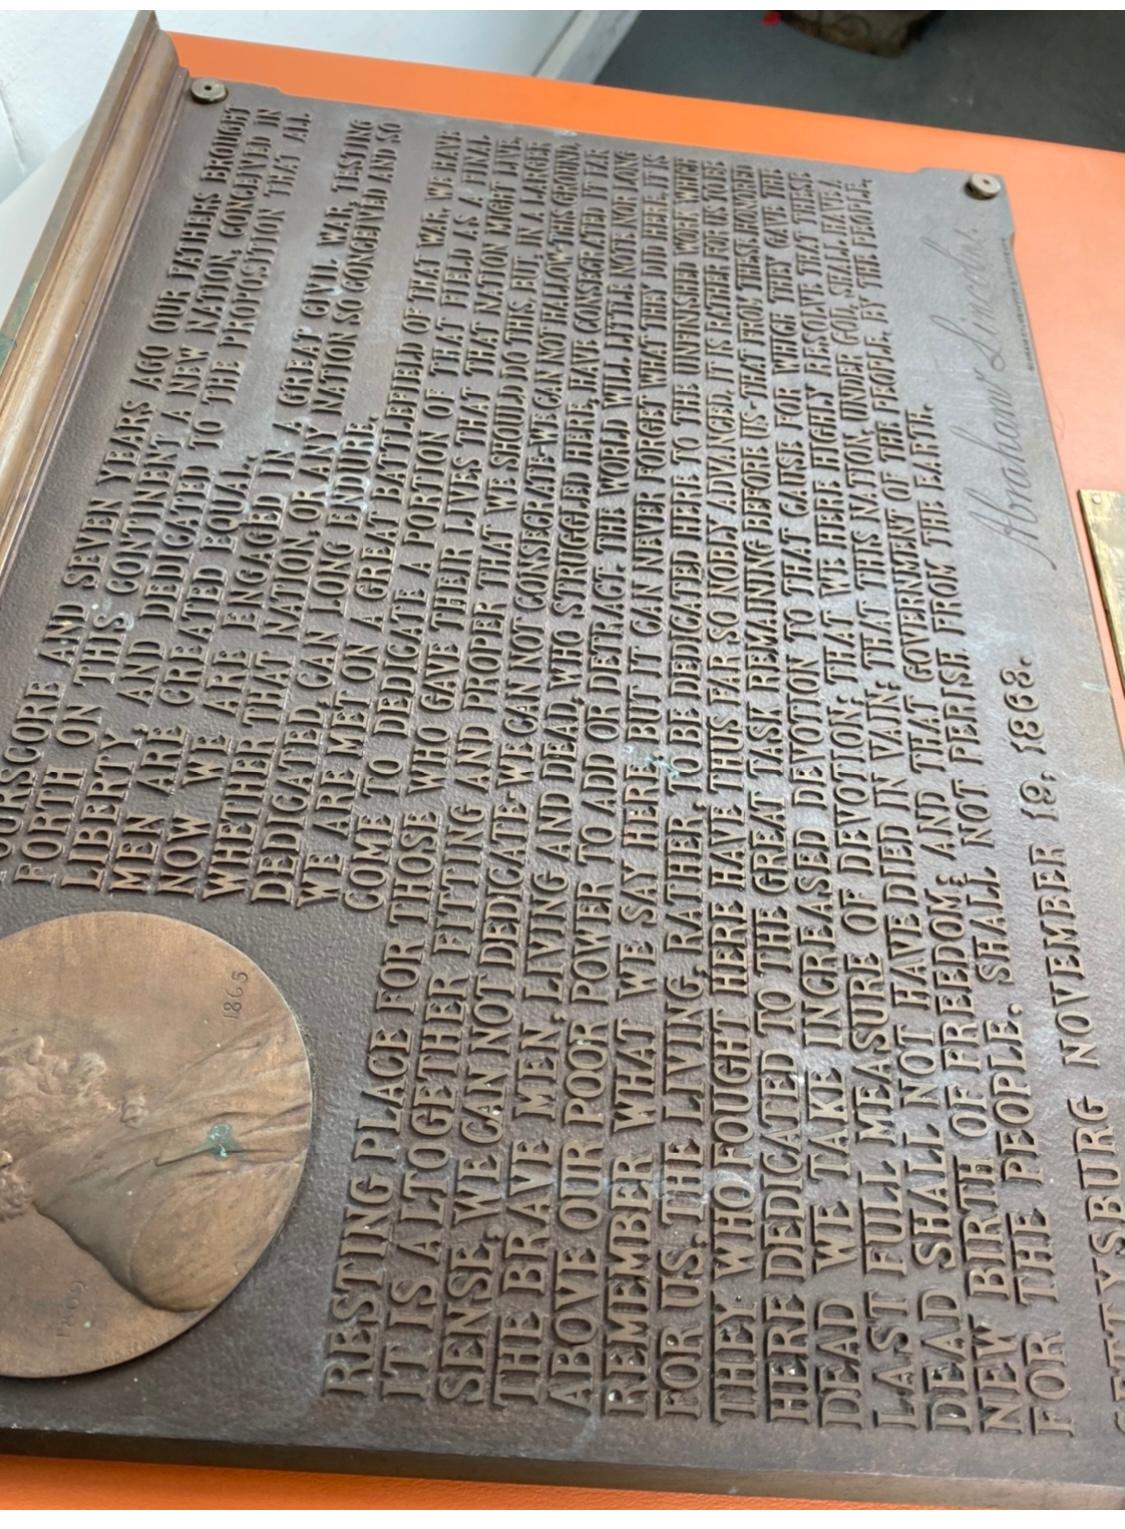 FOURSCORE AND SEVEN YEARS AGO OUR FATHERS BROUGHT
FORTH ON THIS CONTINENT A NEW NATION, CONCEIVED IN
LIBERTY, AND DEDICATED TO THE PROPOSITION THAT ALL
MEN ARE CREATED EQUAL.
NOW WE ARE ENGAGED IN A GREAT CIVIL WAR, TESTING
WHETHER THAT NATION, OR ANY NATION SO CONCEIVED AND SO
DEDICATED, CAN LONG ENDURE.
WE ARE MET ON A GREAT BATTLEFIELD OF THAT WAR. WE HAVE
COME TO DEDICATE A PORTION OF THAT FIELD AS A FINAL
RESTING PLACE FOR THOSE WHO GAVE THEIR LIVES THAT THAT NATION MIGHT LIVE.
IT IS ALTOGETHER FITTING AND PROPER THAT WE SHOULD DO THIS. BUT, IN A LARGER
SENSE, WE CAN NOT DEDICATE-WE CAN NOT CONSECRATE-WE CAN NOT HALLOW-THIS GROUND.
THE BRAVE MEN, LIVING AND DEAD, WHO STRUGGLED HERE, HAVE CONSECRATED IT FAR
ABOVE OUR POOR POWER TO ADD OR DETRACT. THE WORLD WILL LITTLE NOTE NOR LONG
REMEMBER WHAT WE SAY HERE BUT IT CAN NEVER FORGET WHAT THEY DID HERE. IT IS
FOR US, THE LIVING, RATHER, TO BE DEDICATED HERE TO THE UNFINISHED WORK WHICH
THEY WHO FOUGHT HERE HAVE THUS FAR SO NOBLY ADVANCED. IT IS RATHER FOR US TO BE
HERE DEDICATED TO THE GREAT TASK REMAINING BEFORE US-THAT FROM THESE HONORED
DEAD WE TAKE INCREASED DEVOTION TO THAT CAUSE FOR WHICH THEY GAVE THE
LAST FULL MEASURE OF DEVOTION; THAT WE HERE HIGHLY RESOLVE THAT THESE
DEAD SHALL NOT HAVE DIED IN VAIN; THAT THIS NATION, UNDER GOD, SHALL HAVE A
NEW BIRTH OF FREEDOM; AND THAT GOVERNMENT OF THE PEOPLE, BY THE PEOPLE,
FOR THE PEOPLE, SHALL NOT PERISH FROM THE EARTH.
GETTYSBURG NOVEMBER 19, 1863.
Abraham Lincoln.
1809
1865